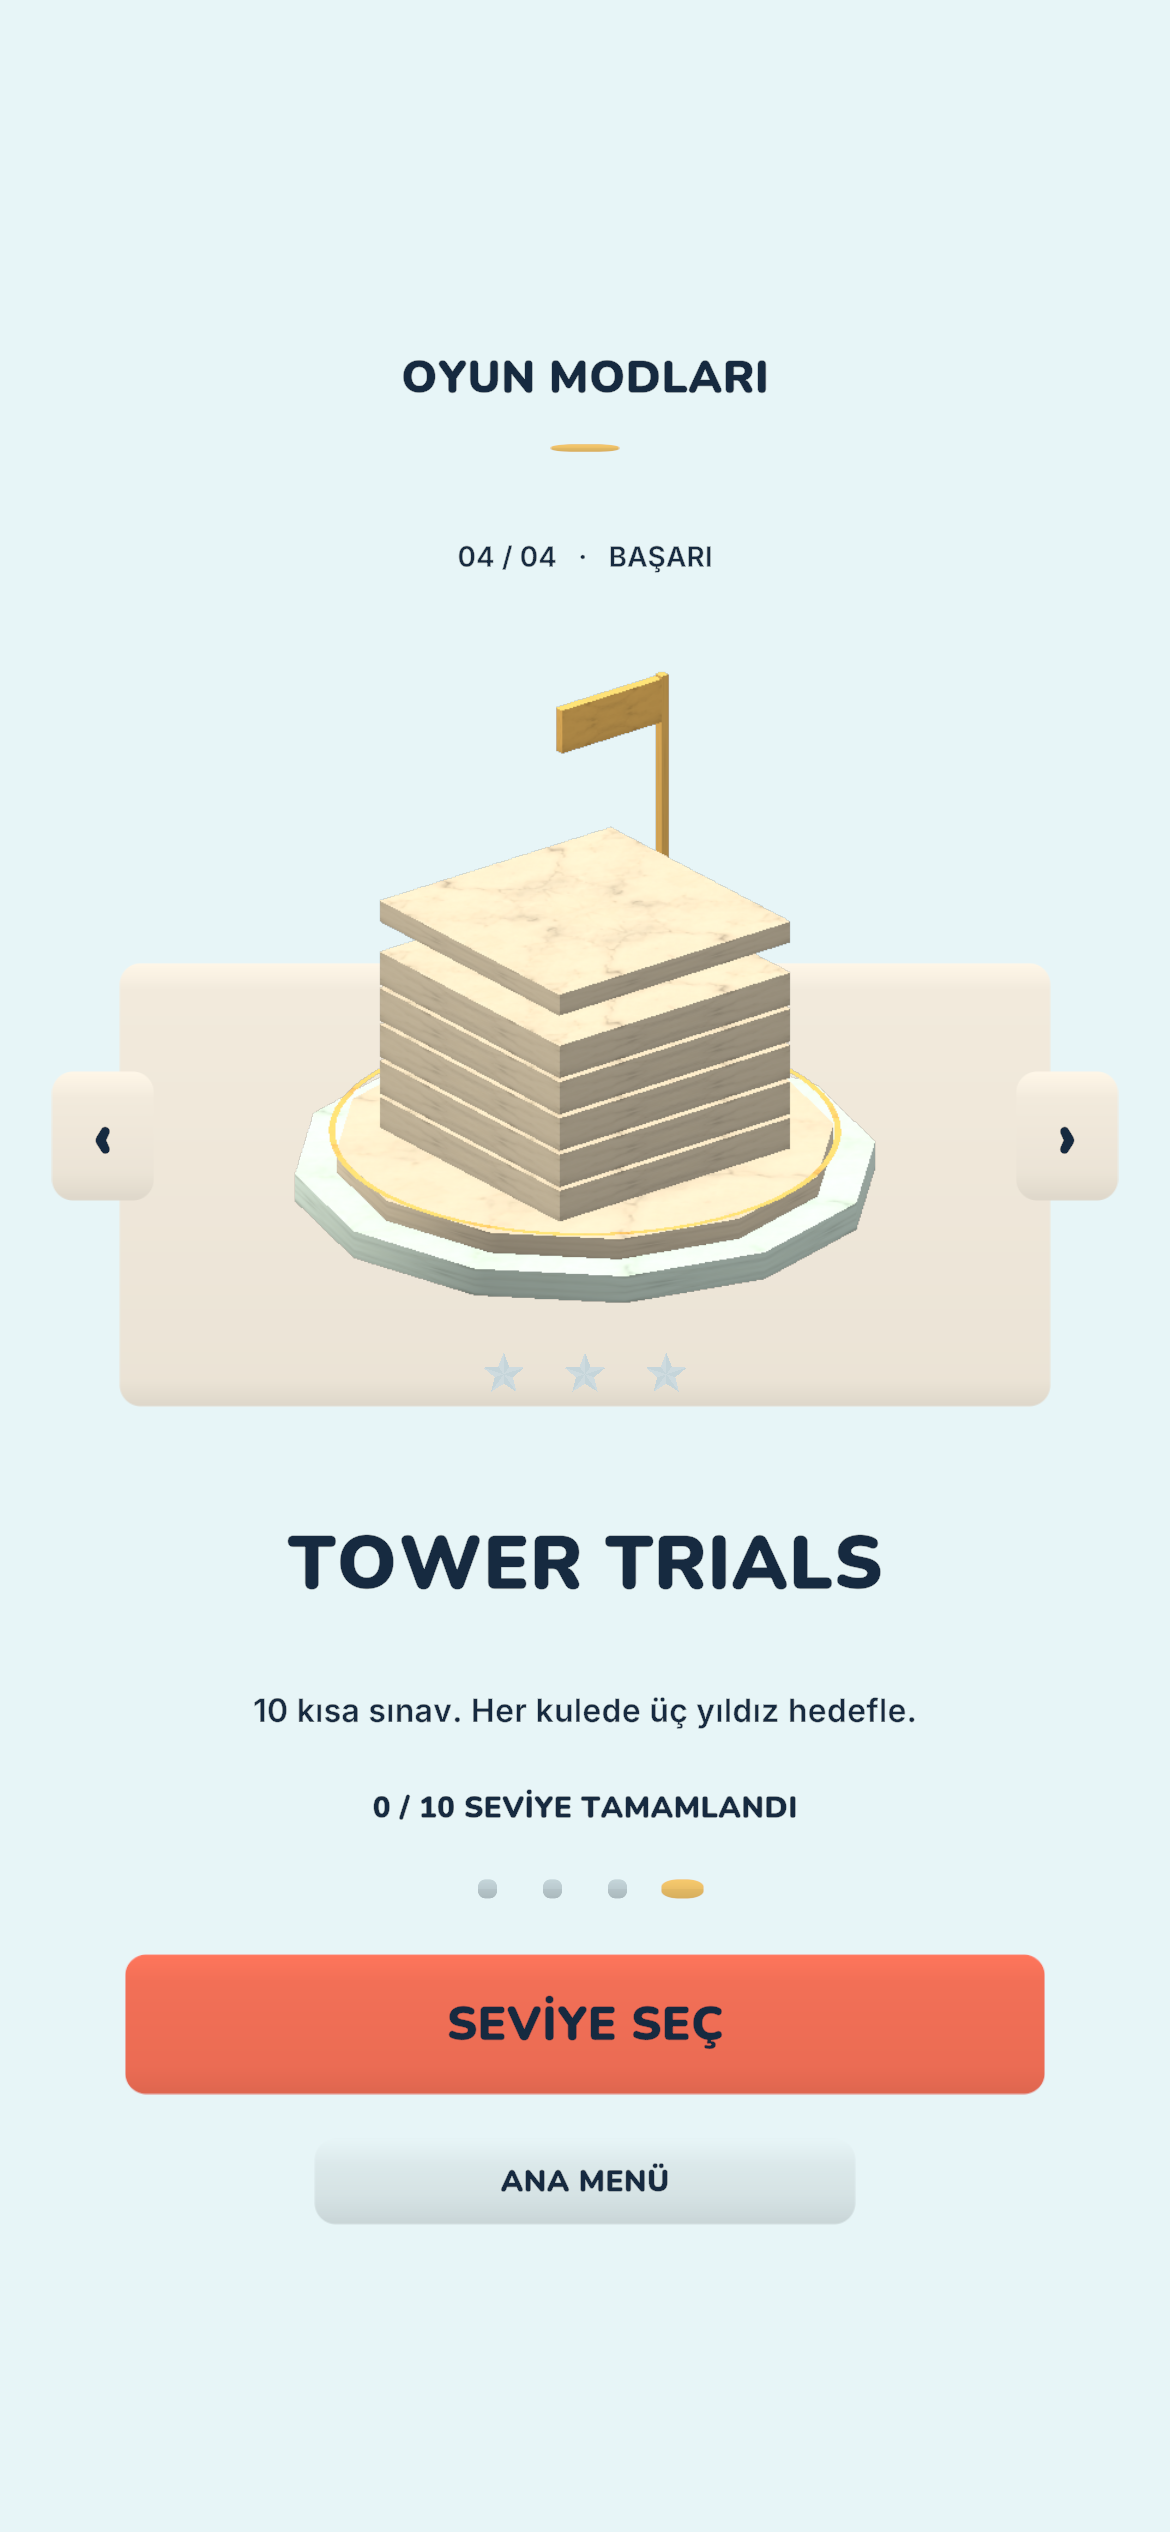 OYUN MODLARI
04 / 04 · BAŞARI
‹ ›
TOWER TRIALS
10 kısa sınav. Her kulede üç yıldız hedefle.
0 / 10 SEVİYE TAMAMLANDI
SEVİYE SEÇ
ANA MENÜ